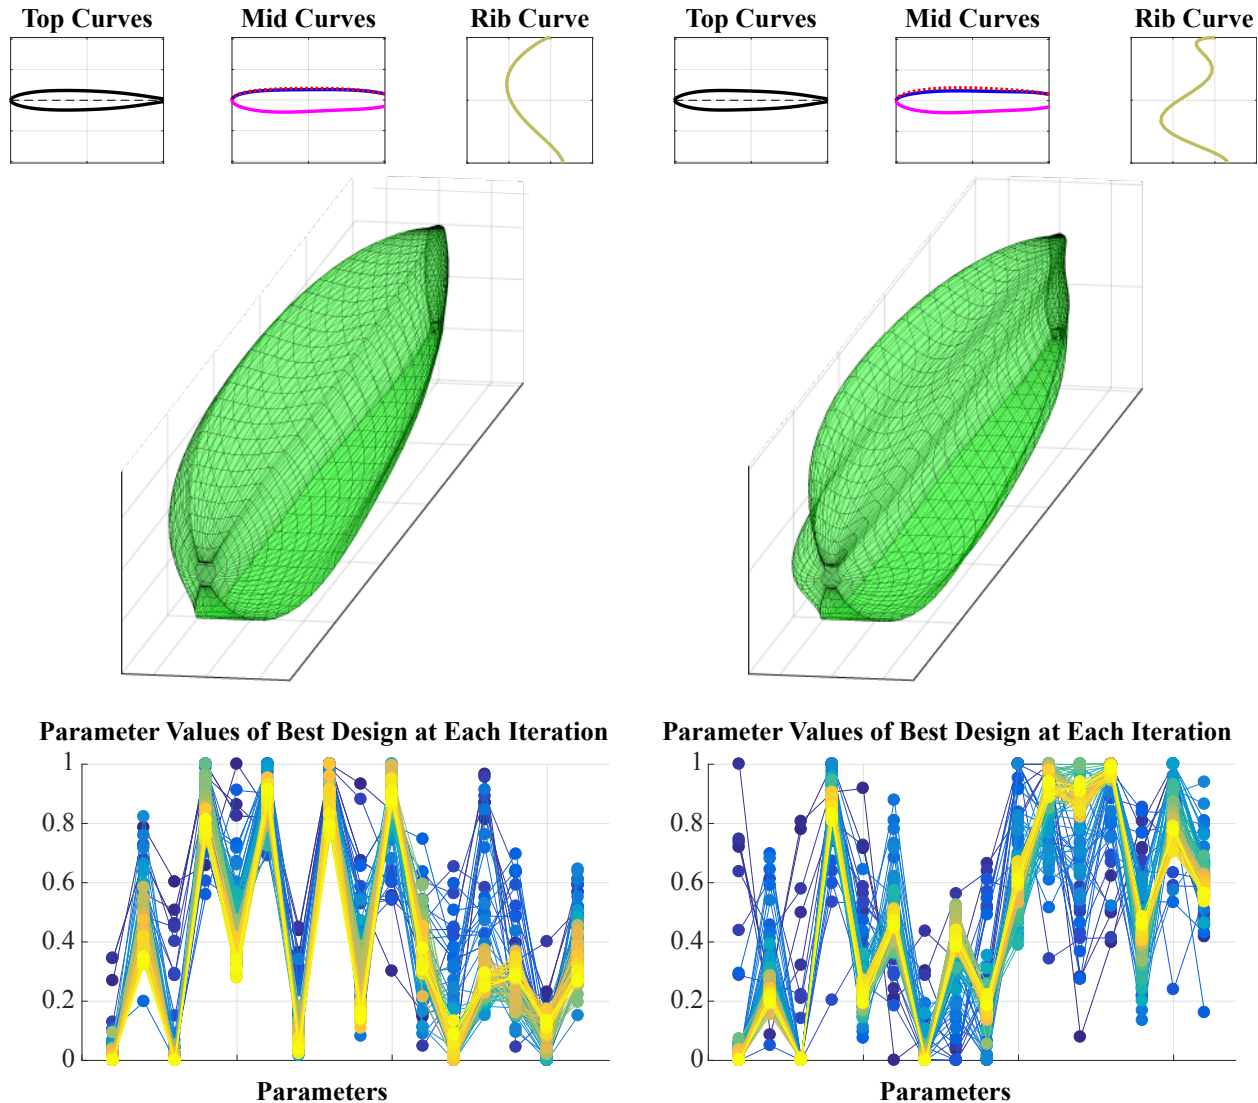 Top Curves Mid Curves Rib Curve Top Curves Mid Curves Rib Curve
Parameter Values of Best Design at Each Iteration Parameter Values of Best Design at Each Iteration
1 1
0.8 0.8
0.6 0.6
0.4 0.4
0.2 0.2
0 0
Parameters Parameters